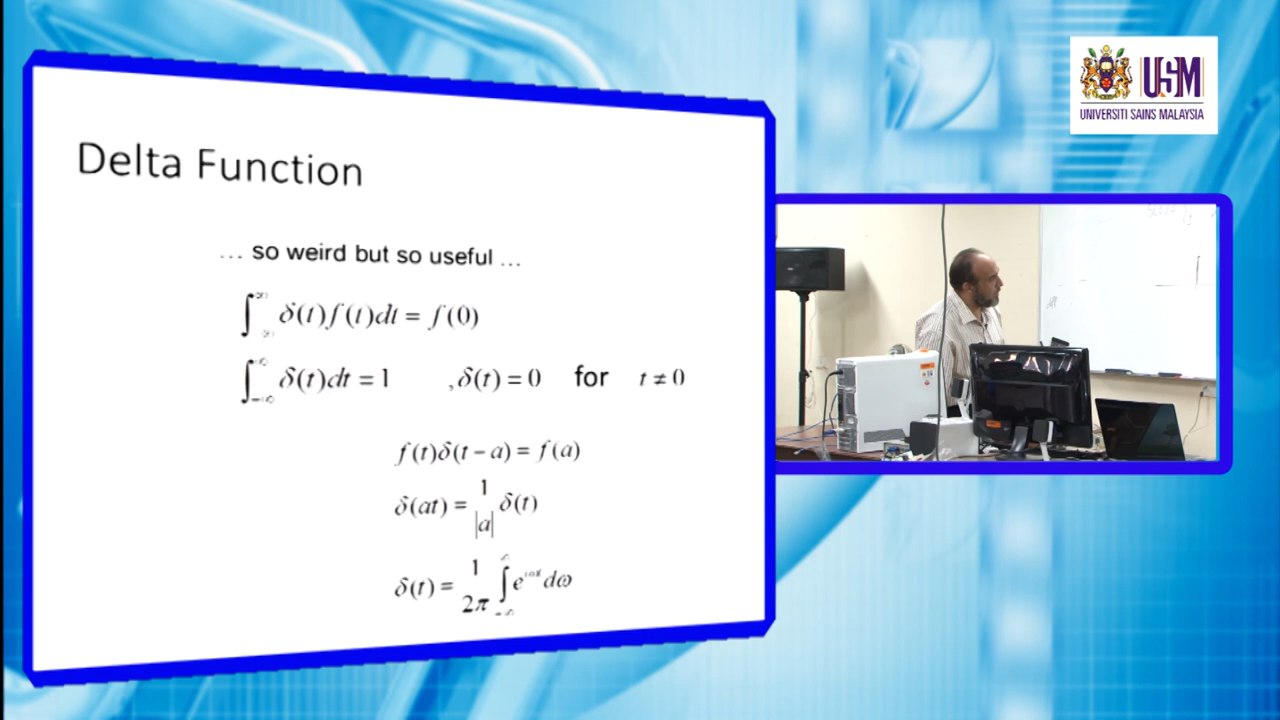 Delta Function
... so weird but so useful ...
∫_{-∞}^{∞} δ(t)f(t)dt = f(0)
∫_{-∞}^{∞} δ(t)dt = 1 , δ(t) = 0 for t ≠ 0
f(t)δ(t − a) = f(a)
δ(at) = 1/|a| δ(t)
δ(t) = 1/2π ∫_{-∞}^{∞} e^{iωt} dω
USM
UNIVERSITI SAINS MALAYSIA